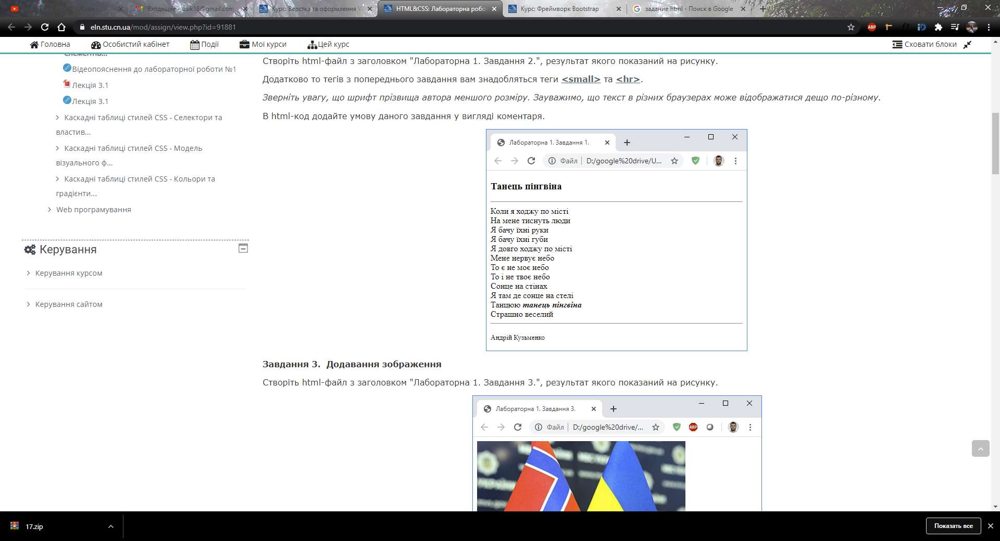 Входящие - usik18@gmail.com
Курс: Верстка та оформлення W
HTML&CSS: Лабораторна робот
Курс: Фреймворк Bootstrap
задание html - Поиск в Google
eln.stu.cn.ua/mod/assign/view.php?id=91881
ABP
Головна
Особистий кабінет
Події
Мої курси
Цей курс
Сховати блоки
елементів...
Відеопояснення до лабораторної роботи №1
Лекція 3.1
Лекція 3.1
Каскадні таблиці стилей CSS - Селектори та
властив...
Каскадні таблиці стилей CSS - Модель
візуального ф...
Каскадні таблиці стилей CSS - Кольори та
градієнти...
Web програмування
Керування
Керування курсом
Керування сайтом
Створіть html-файл з заголовком "Лабораторна 1. Завдання 2.", результат якого показаний на рисунку.
Додатково то тегів з попереднього завдання вам знадобляться теги <small> та <hr>.
Зверніть увагу, що шрифт прізвища автора меншого розміру. Зауважимо, що текст в різних браузерах може відображатися дещо по-різному.
В html-код додайте умову даного завдання у вигляді коментаря.
Лабораторна 1. Завдання 1.
Файл
D:/google%20drive/U...
Танець пінгвіна
Коли я ходжу по місті
На мене тиснуть люди
Я бачу їхні руки
Я бачу їхні губи
Я довго ходжу по місті
Мене нервує небо
То є не моє небо
То і не твоє небо
Сонце на стінах
Я там де сонце на стелі
Танцюю танець пінгвіна
Страшно веселий
Андрій Кузьменко
Завдання 3.  Додавання зображення
Створіть html-файл з заголовком "Лабораторна 1. Завдання 3.", результат якого показаний на рисунку.
Лабораторна 1. Завдання 3.
Файл
D:/google%20drive/...
ABP
17.zip
Показать все